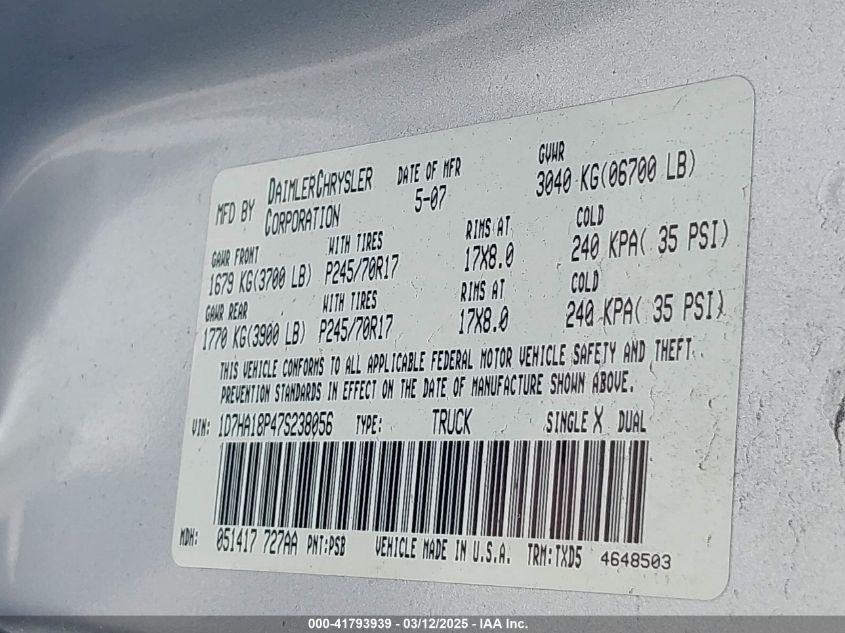 MFD BY DAIMLERCHRYSLER CORPORATION DATE OF MFR 5-07 GVWR 3040 KG(06700 LB)
GAWR FRONT WITH TIRES RIMS AT COLD
1679 KG(3700 LB) P245/70R17 17X8.0 240 KPA( 35 PSI)
GAWR REAR WITH TIRES RIMS AT COLD
1770 KG(3900 LB) P245/70R17 17X8.0 240 KPA( 35 PSI)
THIS VEHICLE CONFORMS TO ALL APPLICABLE FEDERAL MOTOR VEHICLE SAFETY AND THEFT
PREVENTION STANDARDS IN EFFECT ON THE DATE OF MANUFACTURE SHOWN ABOVE.
VIN: 1D7HA18P47S238056 TYPE: TRUCK SINGLE X DUAL
MDH: 051417 727AA PNT:PSB VEHICLE MADE IN U.S.A. TRM:TXD5 4648503
000-41793939 - 03/12/2025 - IAA Inc.